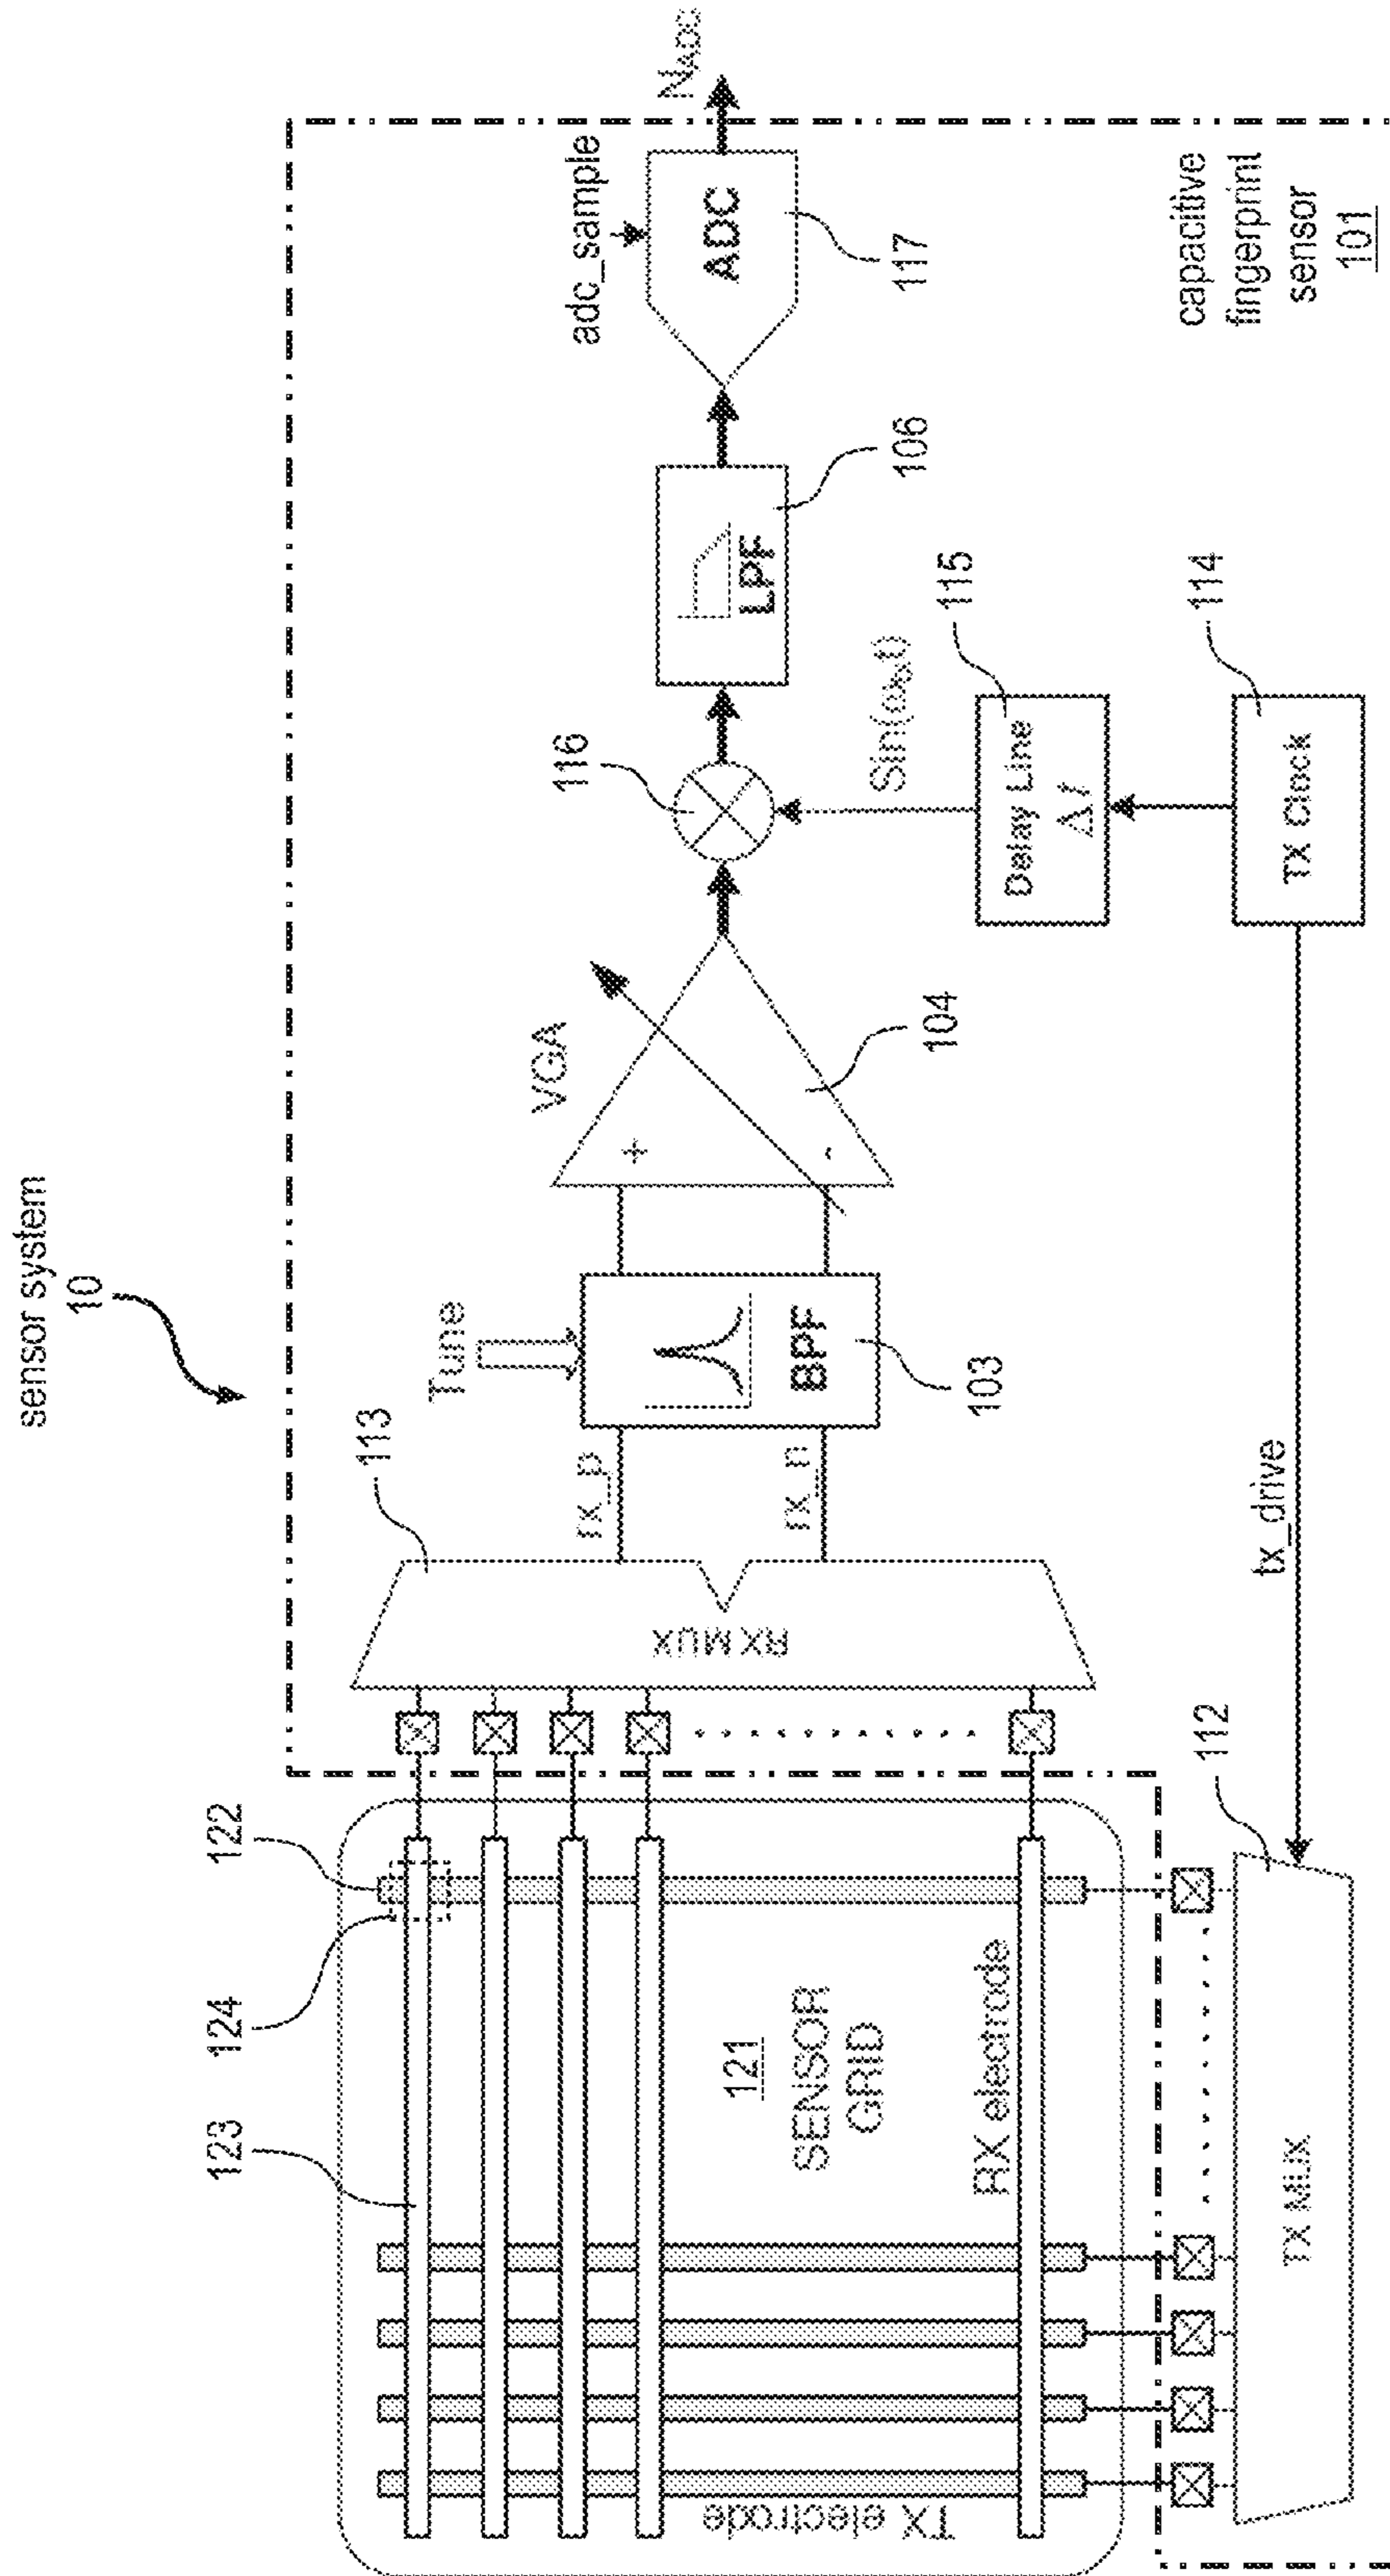 sensor system
10
123
124
122
121
SENSOR
GRID
RX electrode
TX electrode
TX MUX
112
RX MUX
113
rx_p
rx_n
Tune
BPF
103
VGA
+
-
104
116
Sin(ω₀t)
Delay Line
Δt
115
TX Clock
114
tx_drive
LPF
106
adc_sample
ADC
117
NADC
capacitive
fingerprint
sensor
101